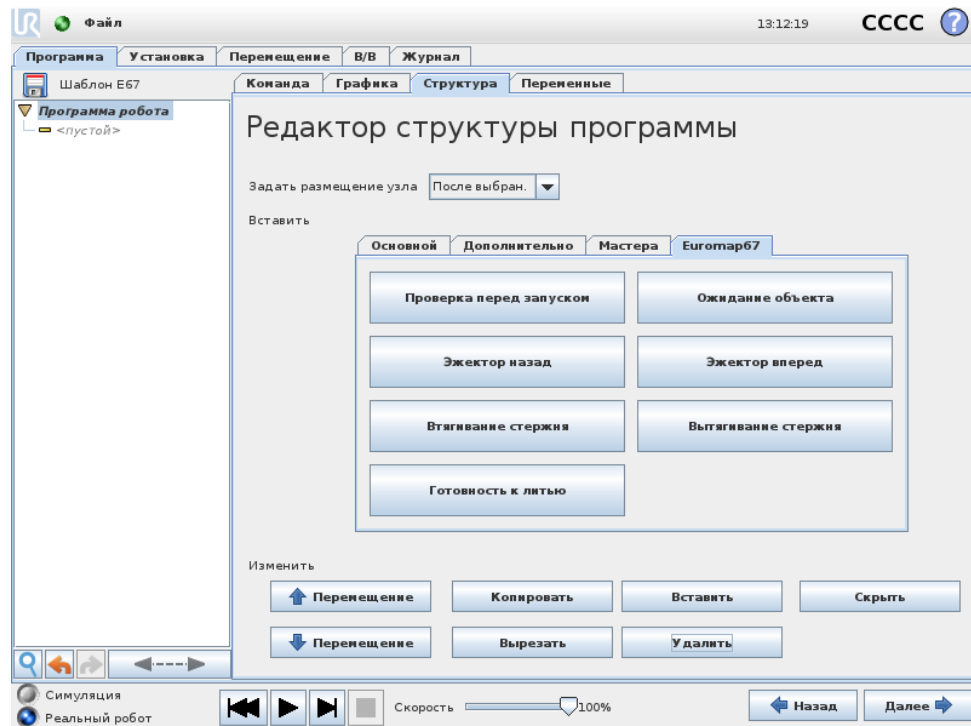 Файл
13:12:19
CCCC
?
Программа Установка Перемещение В/В Журнал
Шаблон E67
Команда Графика Структура Переменные
Программа робота
<пустой>
Редактор структуры программы
Задать размещение узла После выбран.
Вставить
Основной Дополнительно Мастера Euromap67
Проверка перед запуском Ожидание объекта
Эжектор назад Эжектор вперед
Втягивание стержня Вытягивание стержня
Готовность к литью
Изменить
Перемещение Копировать Вставить Скрыть
Перемещение Вырезать Удалить
Симуляция
Реальный робот
Скорость 100%
Назад Далее